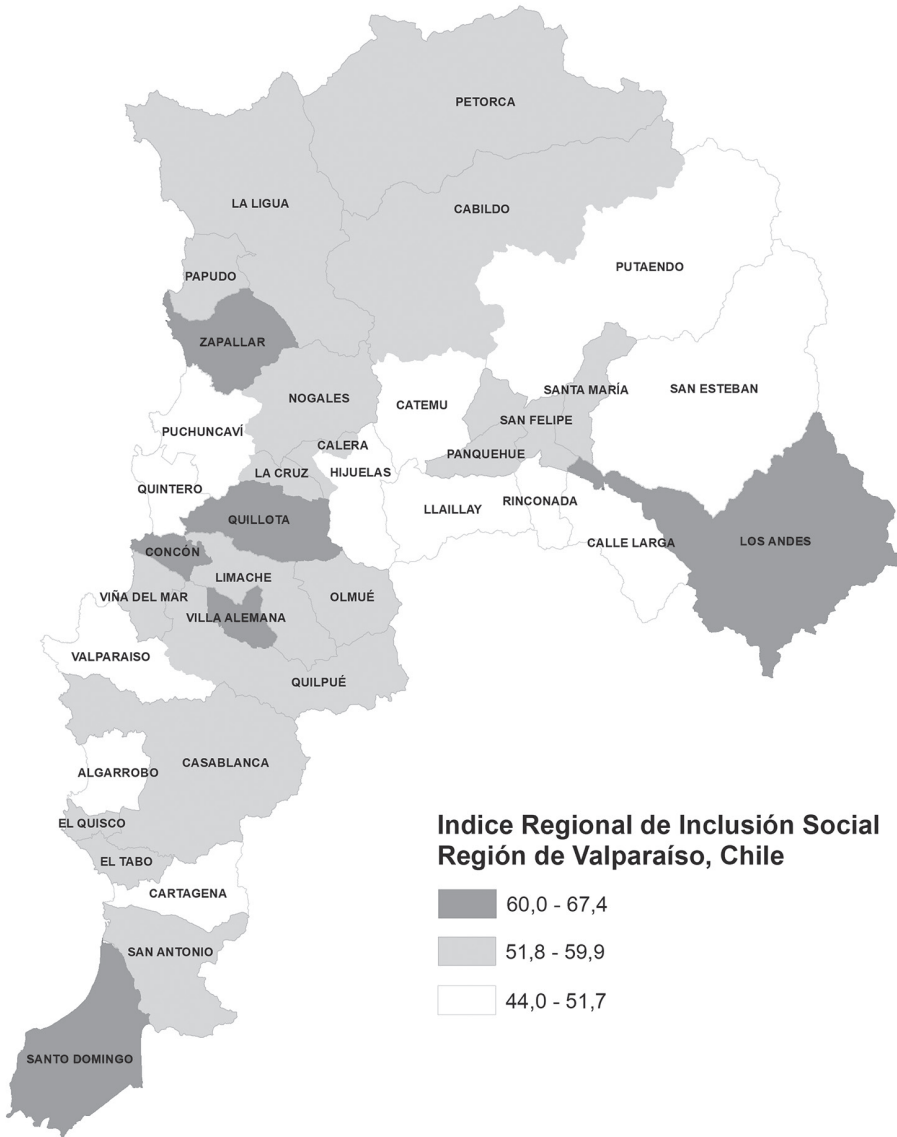 PETORCA
LA LIGUA
CABILDO
PUTAENDO
PAPUDO
ZAPALLAR
SANTA MARÍA
SAN ESTEBAN
NOGALES
CATEMU
SAN FELIPE
PUCHUNCAVÍ
CALERA
PANQUEHUE
LA CRUZ
HIJUELAS
QUINTERO
RINCONADA
LLAILLAY
QUILLOTA
CALLE LARGA
LOS ANDES
CONCÓN
LIMACHE
VIÑA DEL MAR
OLMUÉ
VILLA ALEMANA
VALPARAISO
QUILPUÉ
CASABLANCA
ALGARROBO
EL QUISCO
EL TABO
CARTAGENA
SAN ANTONIO
SANTO DOMINGO
Indice Regional de Inclusión Social
Región de Valparaíso, Chile
60,0 - 67,4
51,8 - 59,9
44,0 - 51,7